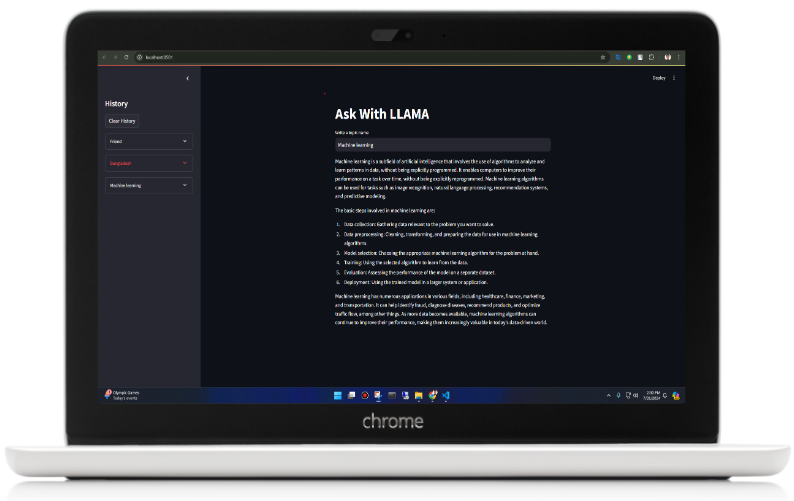 localhost:8501
Deploy
History
Clear History
Friend
Bangladesh
Machine learning
Ask With LLAMA
Write a topic name
Machine learning
Machine learning is a subfield of artificial intelligence that involves the use of algorithms to analyze and
learn patterns in data, without being explicitly programmed. It enables computers to improve their
performance on a task over time, without being explicitly reprogrammed. Machine learning algorithms
can be used for tasks such as image recognition, natural language processing, recommendation systems,
and predictive modeling.
The basic steps involved in machine learning are:
1. Data collection: Gathering data relevant to the problem you want to solve.
2. Data preprocessing: Cleaning, transforming, and preparing the data for use in machine learning
algorithms.
3. Model selection: Choosing the appropriate machine learning algorithm for the problem at hand.
4. Training: Using the selected algorithm to learn from the data.
5. Evaluation: Assessing the performance of the model on a separate dataset.
6. Deployment: Using the trained model in a larger system or application.
Machine learning has numerous applications in various fields, including healthcare, finance, marketing,
and transportation. It can help identify fraud, diagnose diseases, recommend products, and optimize
traffic flow, among other things. As more data becomes available, machine learning algorithms can
continue to improve their performance, making them increasingly valuable in today's data-driven world.
Olympic Games
Today's events
chrome